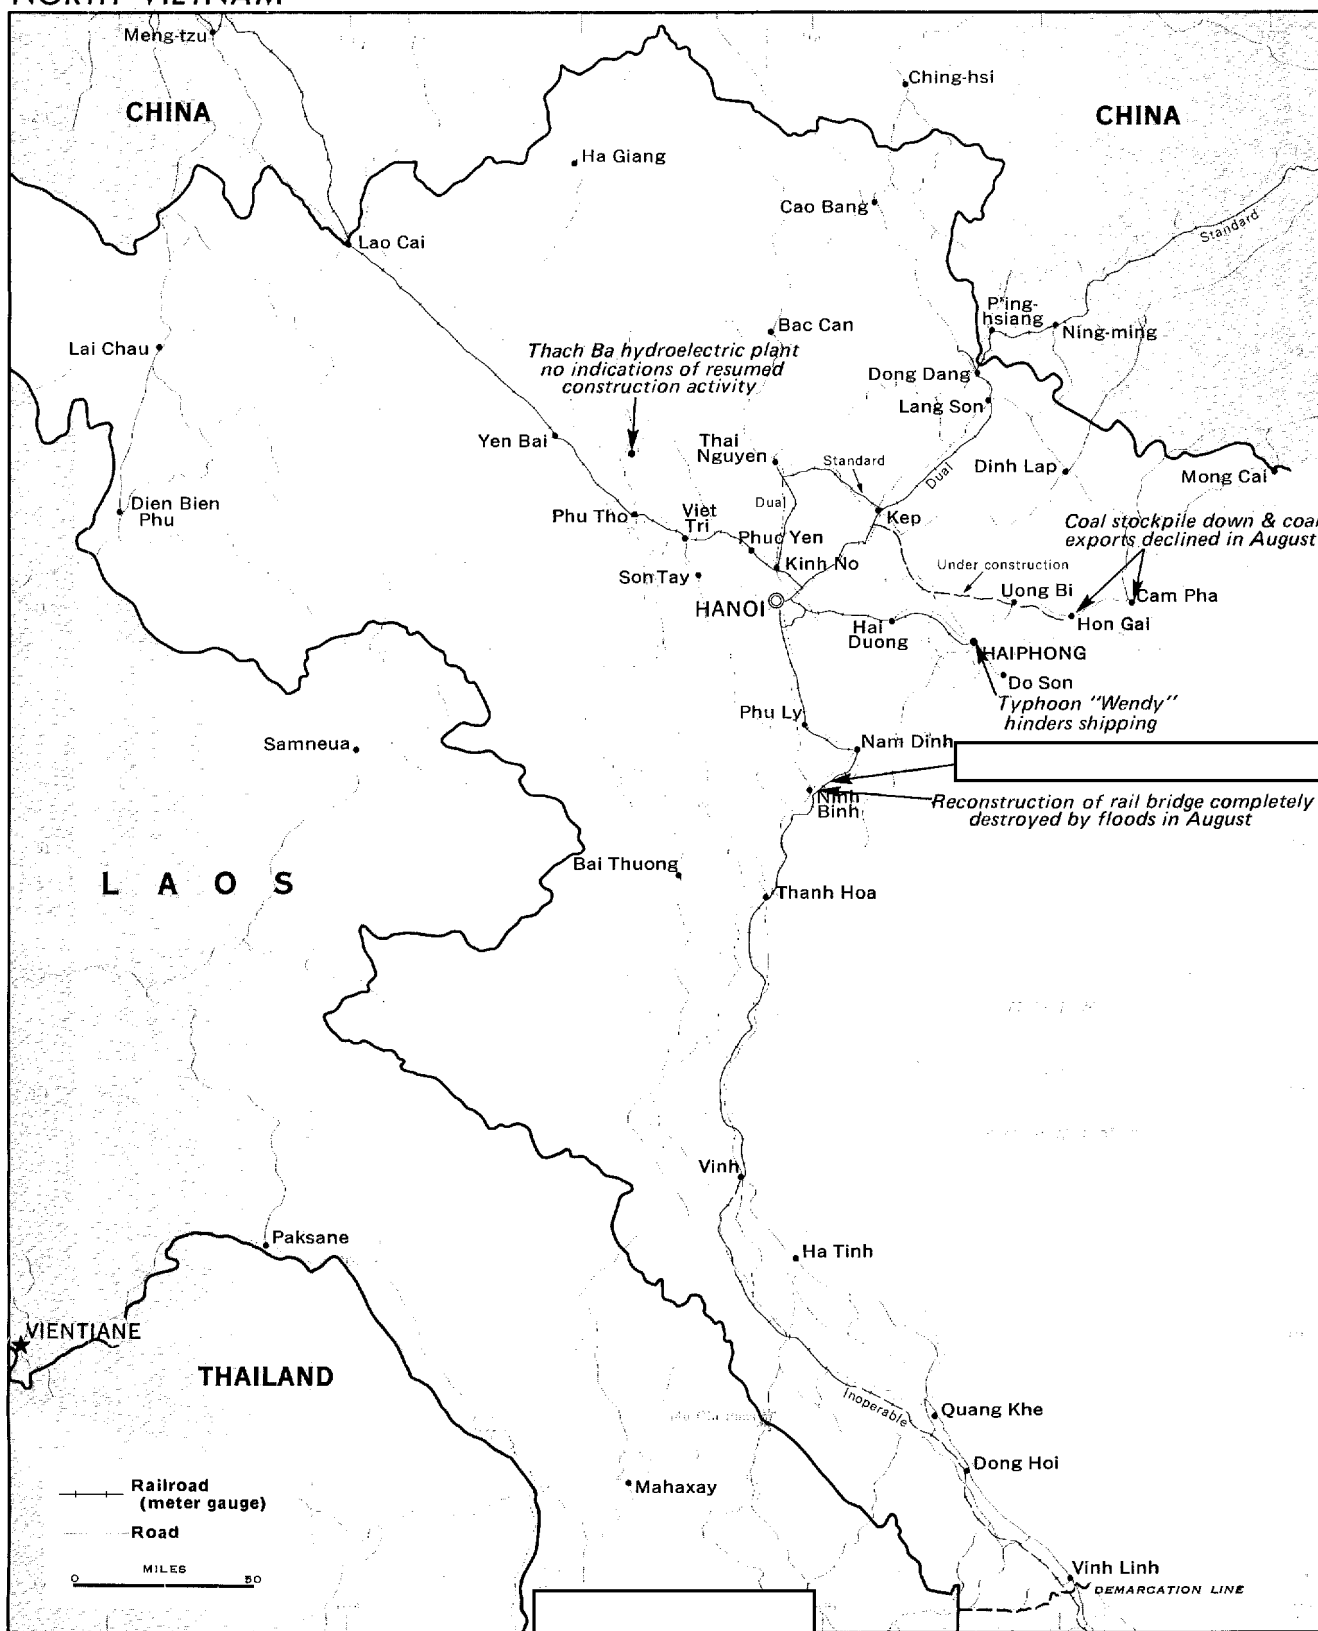 NORTH VIETNAM
Meng-tzu
CHINA
Ching-hsi
CHINA
Ha Giang
Cao Bang
Standard
Lao Cai
P'ing-
hsiang
Ning-ming
Bac Can
Lai Chau
Thach Ba hydroelectric plant
no indications of resumed
construction activity
Dong Dang
Lang Son
Yen Bai
Thai
Nguyen
Standard
Dual
Dinh Lap
Mong Cai
Dien Bien
Phu
Dual
Phu Tho
Viet
Tri
Kep
Coal stockpile down & coal
exports declined in August
Phuc Yen
Kinh No
Under construction
Son Tay
Uong Bi
Cam Pha
HANOI
Hon Gai
Hai
Duong
HAIPHONG
Do Son
Typhoon "Wendy"
hinders shipping
Phu Ly
Nam Dinh
Samneua
Ninh
Binh
Reconstruction of rail bridge completely
destroyed by floods in August
Bai Thuong
LAOS
Thanh Hoa
Vinh
Paksane
Ha Tinh
VIENTIANE
THAILAND
Inoperable
Quang Khe
Dong Hoi
Mahaxay
Railroad
(meter gauge)
Road
MILES
0 50
Vinh Linh
DEMARCATION LINE